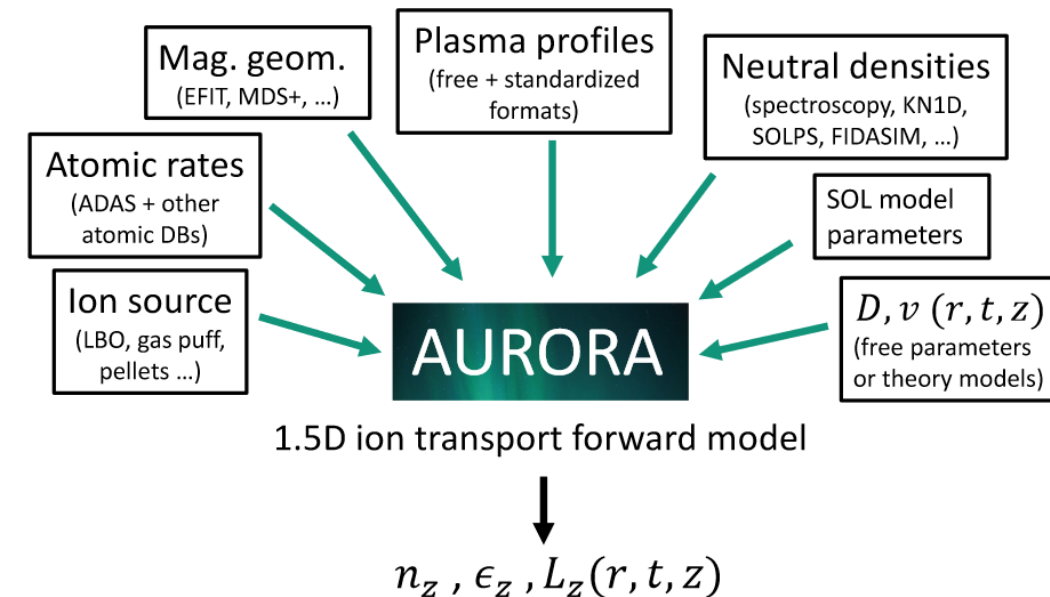 Mag. geom.
(EFIT, MDS+, ...)
Plasma profiles
(free + standardized
formats)
Neutral densities
(spectroscopy, KN1D,
SOLPS, FIDASIM, ...)
Atomic rates
(ADAS + other
atomic DBs)
SOL model
parameters
Ion source
(LBO, gas puff,
pellets ...)
D, v (r, t, z)
(free parameters
or theory models)
AURORA
1.5D ion transport forward model
n_z , ϵ_z , L_z(r, t, z)